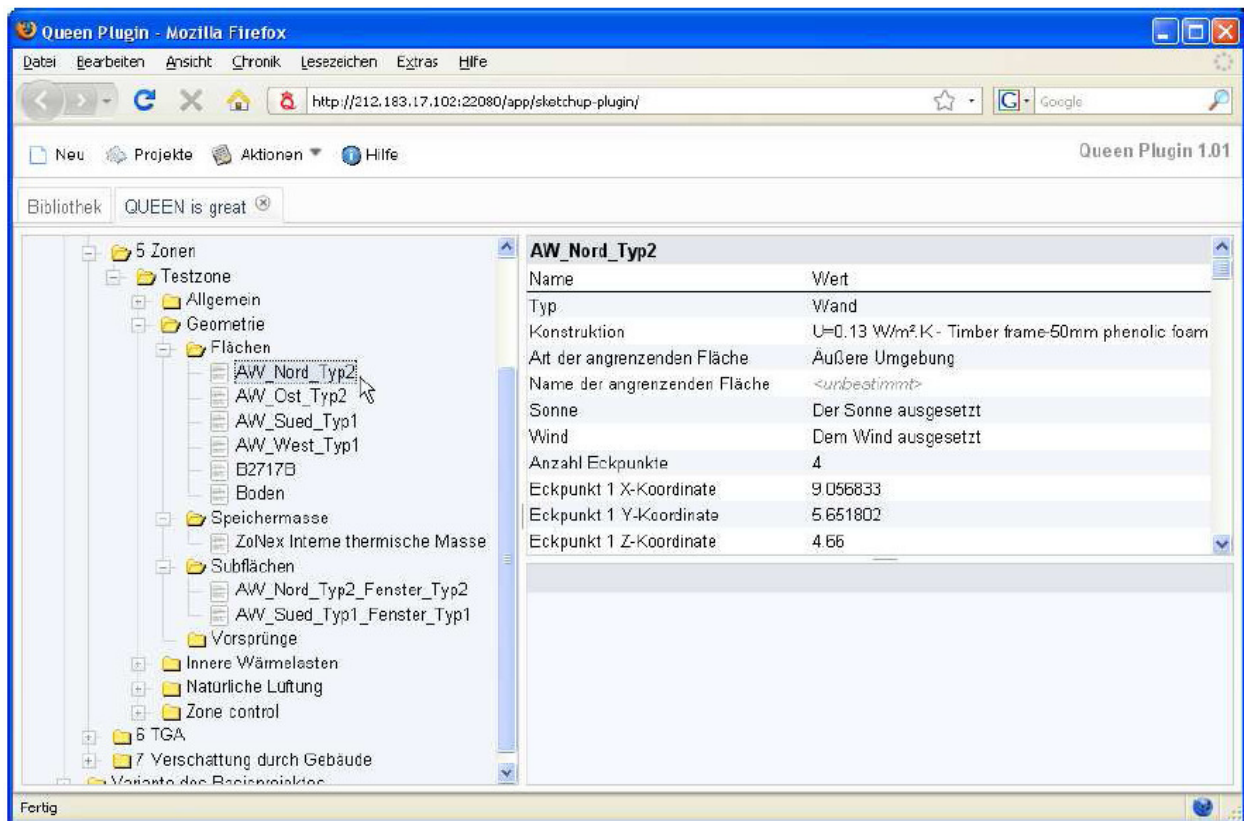 Queen Plugin - Mozilla Firefox
Datei Bearbeiten Ansicht Chronik Lesezeichen Extras Hilfe
http://212.183.17.102:22080/app/sketchup-plugin/
G Google
Neu Projekte Aktionen Hilfe
Queen Plugin 1.01
Bibliothek QUEEN is great
5 Zonen
Testzone
Allgemein
Geometrie
Flächen
AW_Nord_Typ2
AW_Ost_Typ2
AW_Sued_Typ1
AW_West_Typ1
B2717B
Boden
Speichermasse
ZoNex Interne thermische Masse
Subflächen
AW_Nord_Typ2_Fenster_Typ2
AW_Sued_Typ1_Fenster_Typ1
Vorsprünge
Innere Wärmelasten
Natürliche Lüftung
Zone control
6 TGA
7 Verschattung durch Gebäude
Variante des Basisprojektes
AW_Nord_Typ2
Name Wert
Typ Wand
Konstruktion U=0.13 W/m².K - Timber frame-50mm phenolic foam
Art der angrenzenden Fläche Äußere Umgebung
Name der angrenzenden Fläche <unbestimmt>
Sonne Der Sonne ausgesetzt
Wind Dem Wind ausgesetzt
Anzahl Eckpunkte 4
Eckpunkt 1 X-Koordinate 9.056833
Eckpunkt 1 Y-Koordinate 5.651802
Eckpunkt 1 Z-Koordinate 4.66
Fertig